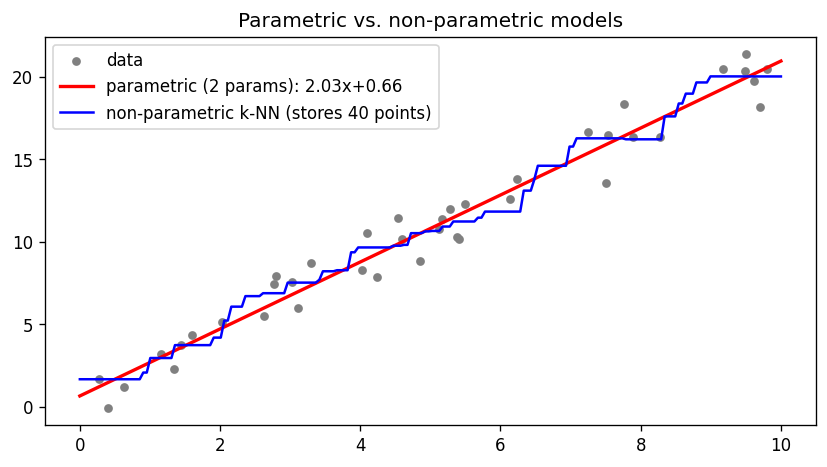 Parametric vs. non-parametric models
data
parametric (2 params): 2.03x+0.66
non-parametric k-NN (stores 40 points)
20
15
10
5
0
0 2 4 6 8 10